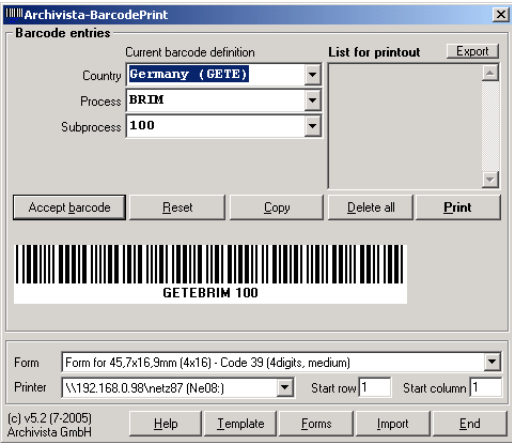 Archivista-BarcodePrint
Barcode entries
Current barcode definition
List for printout
Export
Country Germany (GETE)
Process BRIM
Subprocess 100
Accept barcode Reset Copy Delete all Print
GETEBRIM 100
Form Form for 45,7x16,9mm (4x16) - Code 39 (4digits, medium)
Printer \\192.168.0.98\netz87 (Ne08:) Start row 1 Start column 1
(c) v5.2 (7-2005)
Archivista GmbH
Help Template Forms Import End